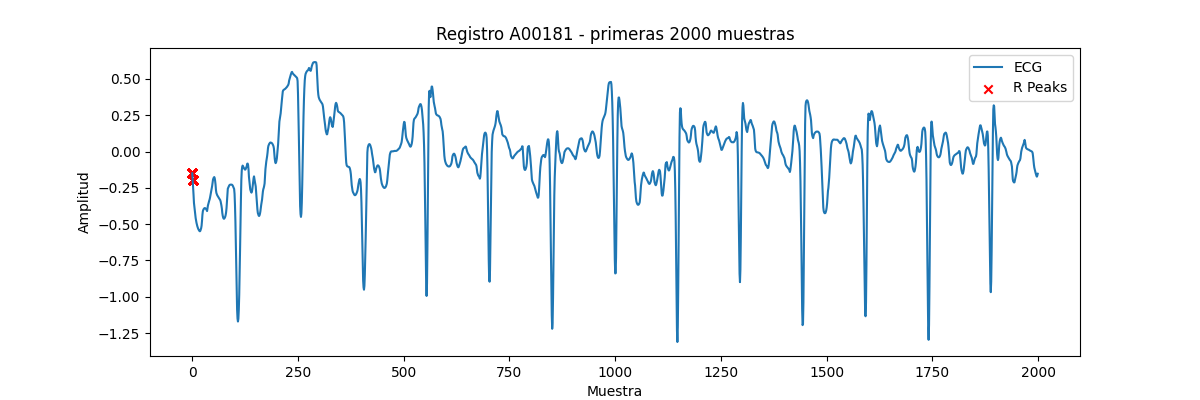 Registro A00181 - primeras 2000 muestras
ECG
R Peaks
Amplitud
0.50
0.25
0.00
−0.25
−0.50
−0.75
−1.00
−1.25
0 250 500 750 1000 1250 1500 1750 2000
Muestra